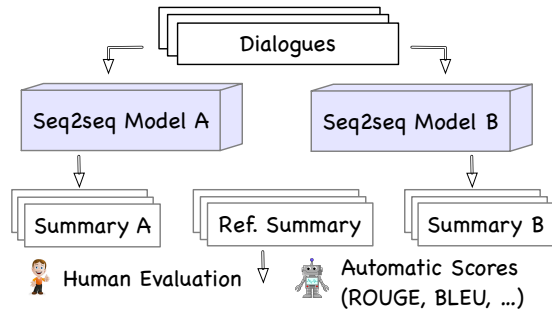 Dialogues
Seq2seq Model A
Seq2seq Model B
Summary A
Ref. Summary
Summary B
Human Evaluation
Automatic Scores
(ROUGE, BLEU, ...)